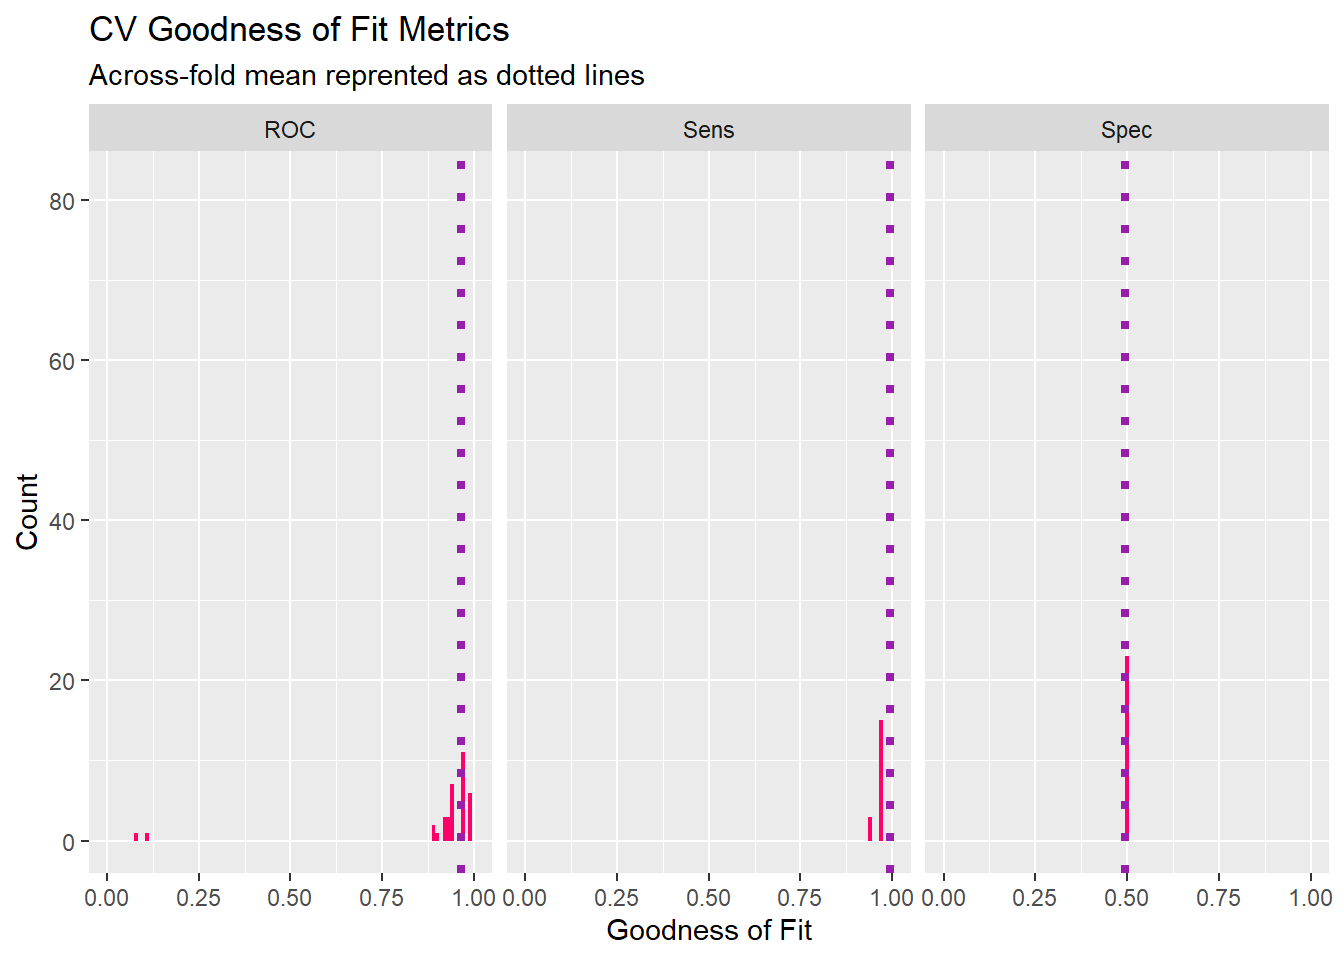 CV Goodness of Fit Metrics
Across-fold mean reprented as dotted lines
ROC Sens Spec
80
60
40
20
0
Count
0.00 0.25 0.50 0.75 1.00 0.00 0.25 0.50 0.75 1.00 0.00 0.25 0.50 0.75 1.00
Goodness of Fit